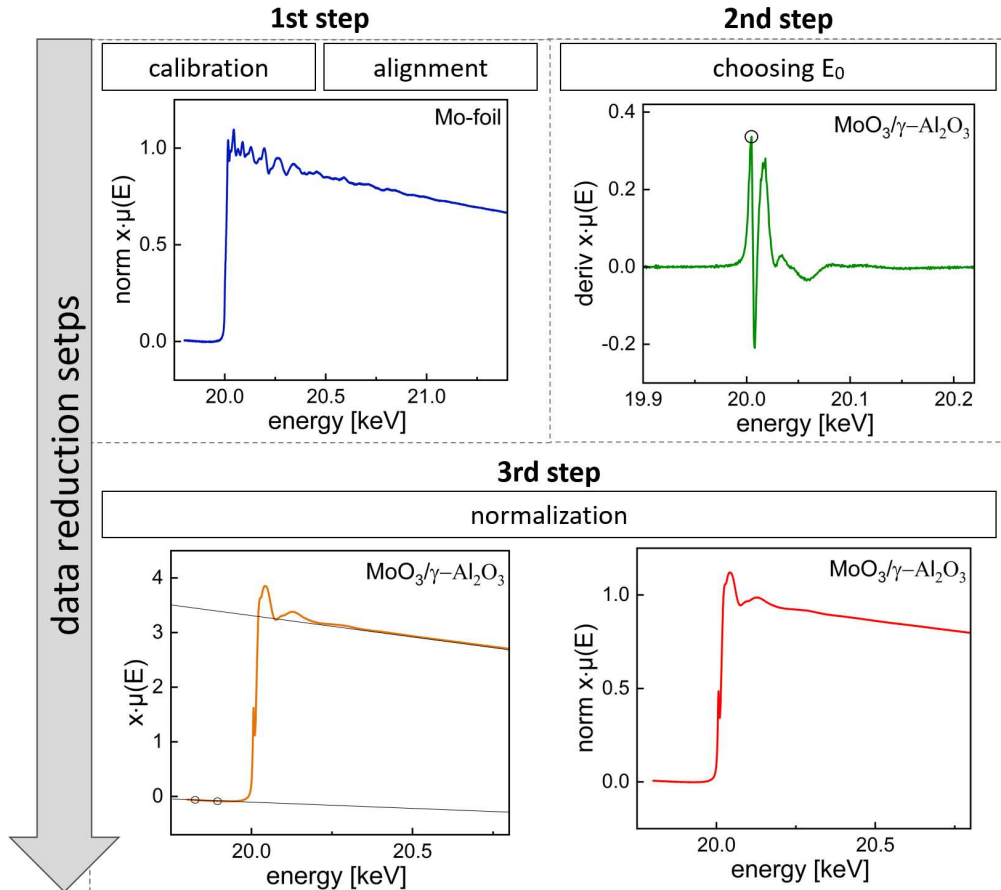 data reduction setps
1st step
calibration
alignment
Mo-foil
norm x·μ(E)
1.0
0.5
0.0
20.0 20.5 21.0
energy [keV]
2nd step
choosing E₀
MoO₃/γ–Al₂O₃
deriv x·μ(E)
0.4
0.2
0.0
-0.2
19.9 20.0 20.1 20.2
energy [keV]
3rd step
normalization
MoO₃/γ–Al₂O₃
x·μ(E)
4
3
2
1
0
20.0 20.5
energy [keV]
MoO₃/γ–Al₂O₃
norm x·μ(E)
1.0
0.5
0.0
20.0 20.5
energy [keV]